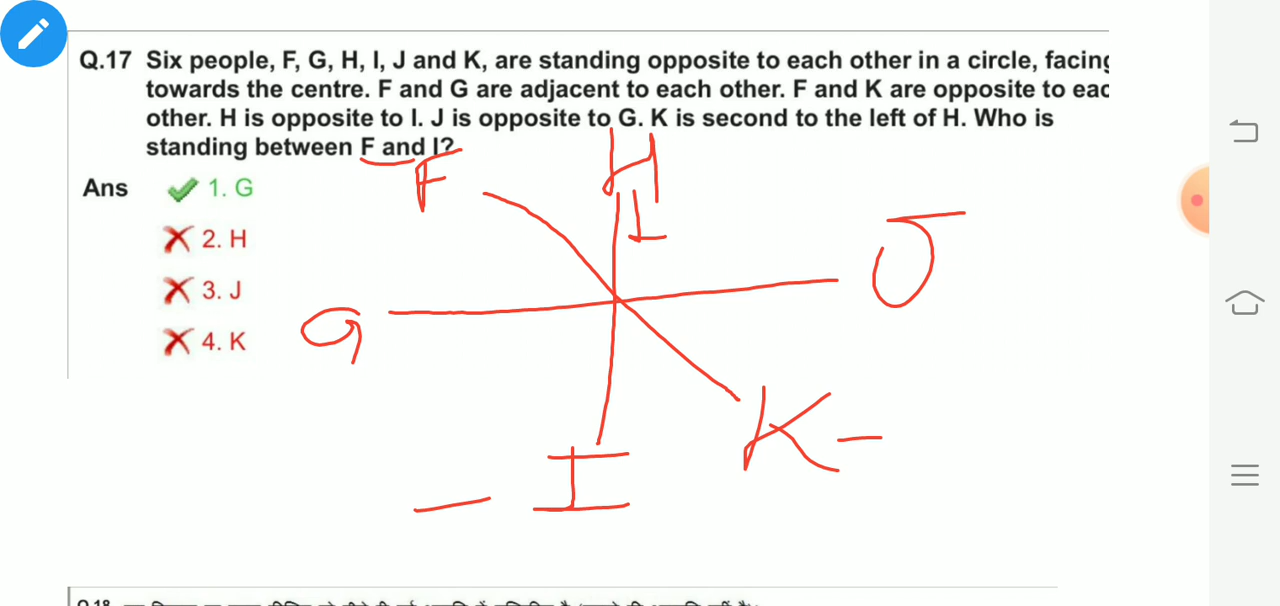 Q.17 Six people, F, G, H, I, J and K, are standing opposite to each other in a circle, facing
towards the centre. F and G are adjacent to each other. F and K are opposite to eac
other. H is opposite to I. J is opposite to G. K is second to the left of H. Who is
standing between F and I?
Ans 1. G
2. H
3. J
4. K
H
F
I
J
G
K
I
Q.18